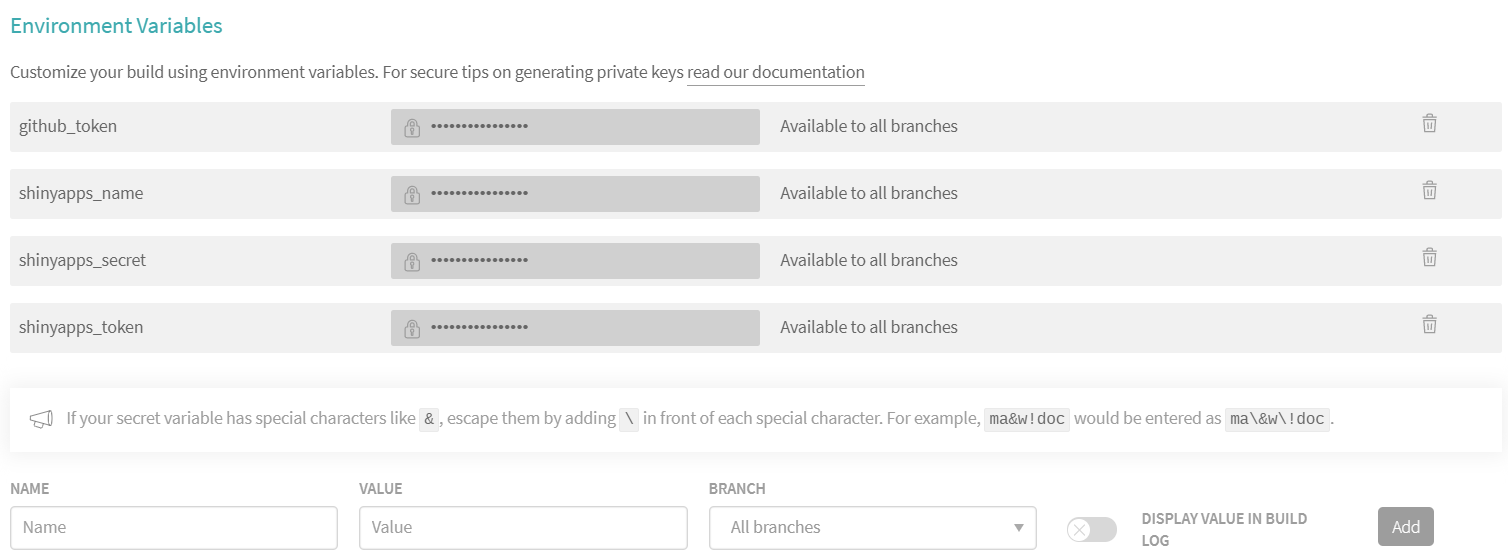 Environment Variables
Customize your build using environment variables. For secure tips on generating private keys read our documentation
github_token •••••••••••••••• Available to all branches
shinyapps_name •••••••••••••••• Available to all branches
shinyapps_secret •••••••••••••••• Available to all branches
shinyapps_token •••••••••••••••• Available to all branches
If your secret variable has special characters like & , escape them by adding \ in front of each special character. For example, ma&w!doc would be entered as ma\&w\!doc .
NAME VALUE BRANCH
Name Value All branches DISPLAY VALUE IN BUILD LOG Add